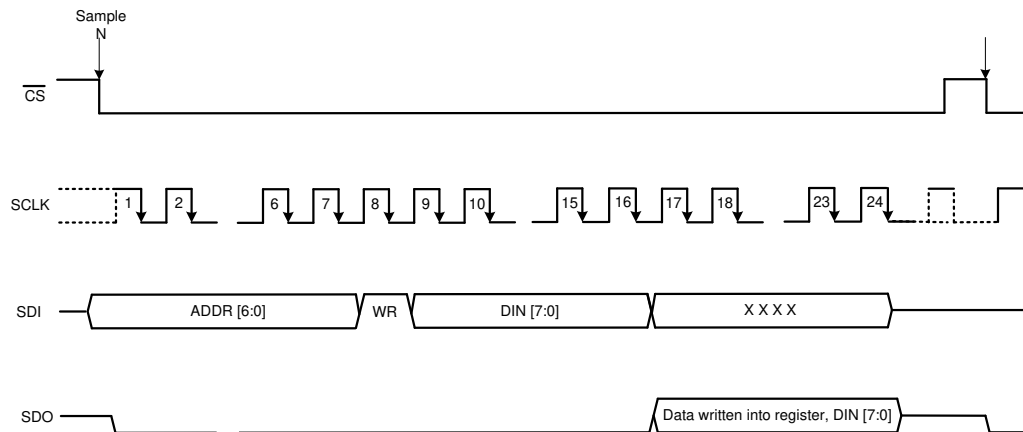 Sample
N
CS
SCLK
1
2
6
7
8
9
10
15
16
17
18
23
24
SDI
ADDR [6:0]
WR
DIN [7:0]
X X X X
SDO
Data written into register, DIN [7:0]